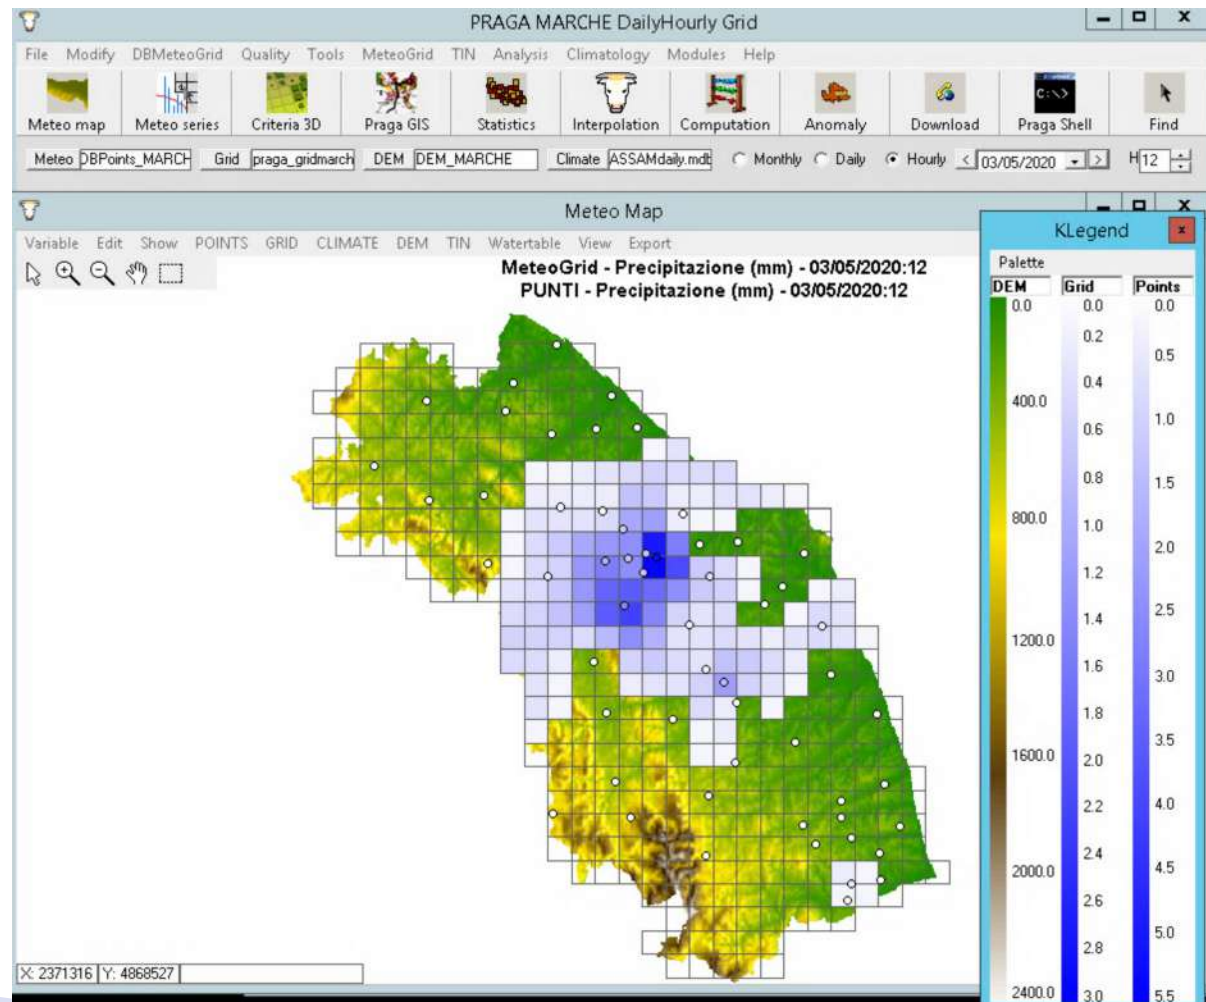 PRAGA MARCHE DailyHourly Grid
File Modify DBMeteoGrid Quality Tools MeteoGrid TIN Analysis Climatology Modules Help
Meteo map Meteo series Criteria 3D Praga GIS Statistics Interpolation Computation Anomaly Download C:\> Praga Shell Find
Meteo DBPoints_MARCH Grid praga_gridmarch DEM DEM_MARCHE Climate ASSAMdaily.mdb Monthly Daily Hourly < 03/05/2020 > H 12
Meteo Map
Variable Edit Show POINTS GRID CLIMATE DEM TIN Watertable View Export
MeteoGrid - Precipitazione (mm) - 03/05/2020:12
PUNTI - Precipitazione (mm) - 03/05/2020:12
X: 2371316 Y: 4868527
KLegend x
Palette
DEM Grid Points
0.0 0.0 0.0
0.2
0.5
0.4
400.0
1.0
0.6
0.8
1.5
800.0
1.0
2.0
1.2
2.5
1.4
1200.0
1.6
3.0
1.8
3.5
1600.0
2.0
2.2
4.0
2.4
4.5
2000.0
2.6
5.0
2.8
2400.0 3.0 5.5